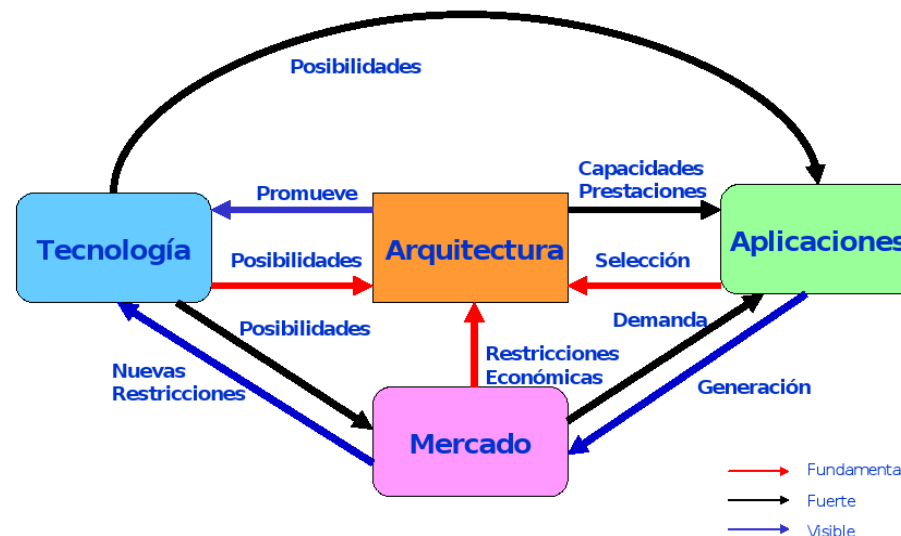 Posibilidades
Capacidades
Prestaciones
Promueve
Tecnología
Arquitectura
Aplicaciones
Posibilidades
Selección
Posibilidades
Demanda
Nuevas
Restricciones
Restricciones
Económicas
Generación
Mercado
Fundamenta
Fuerte
Visible